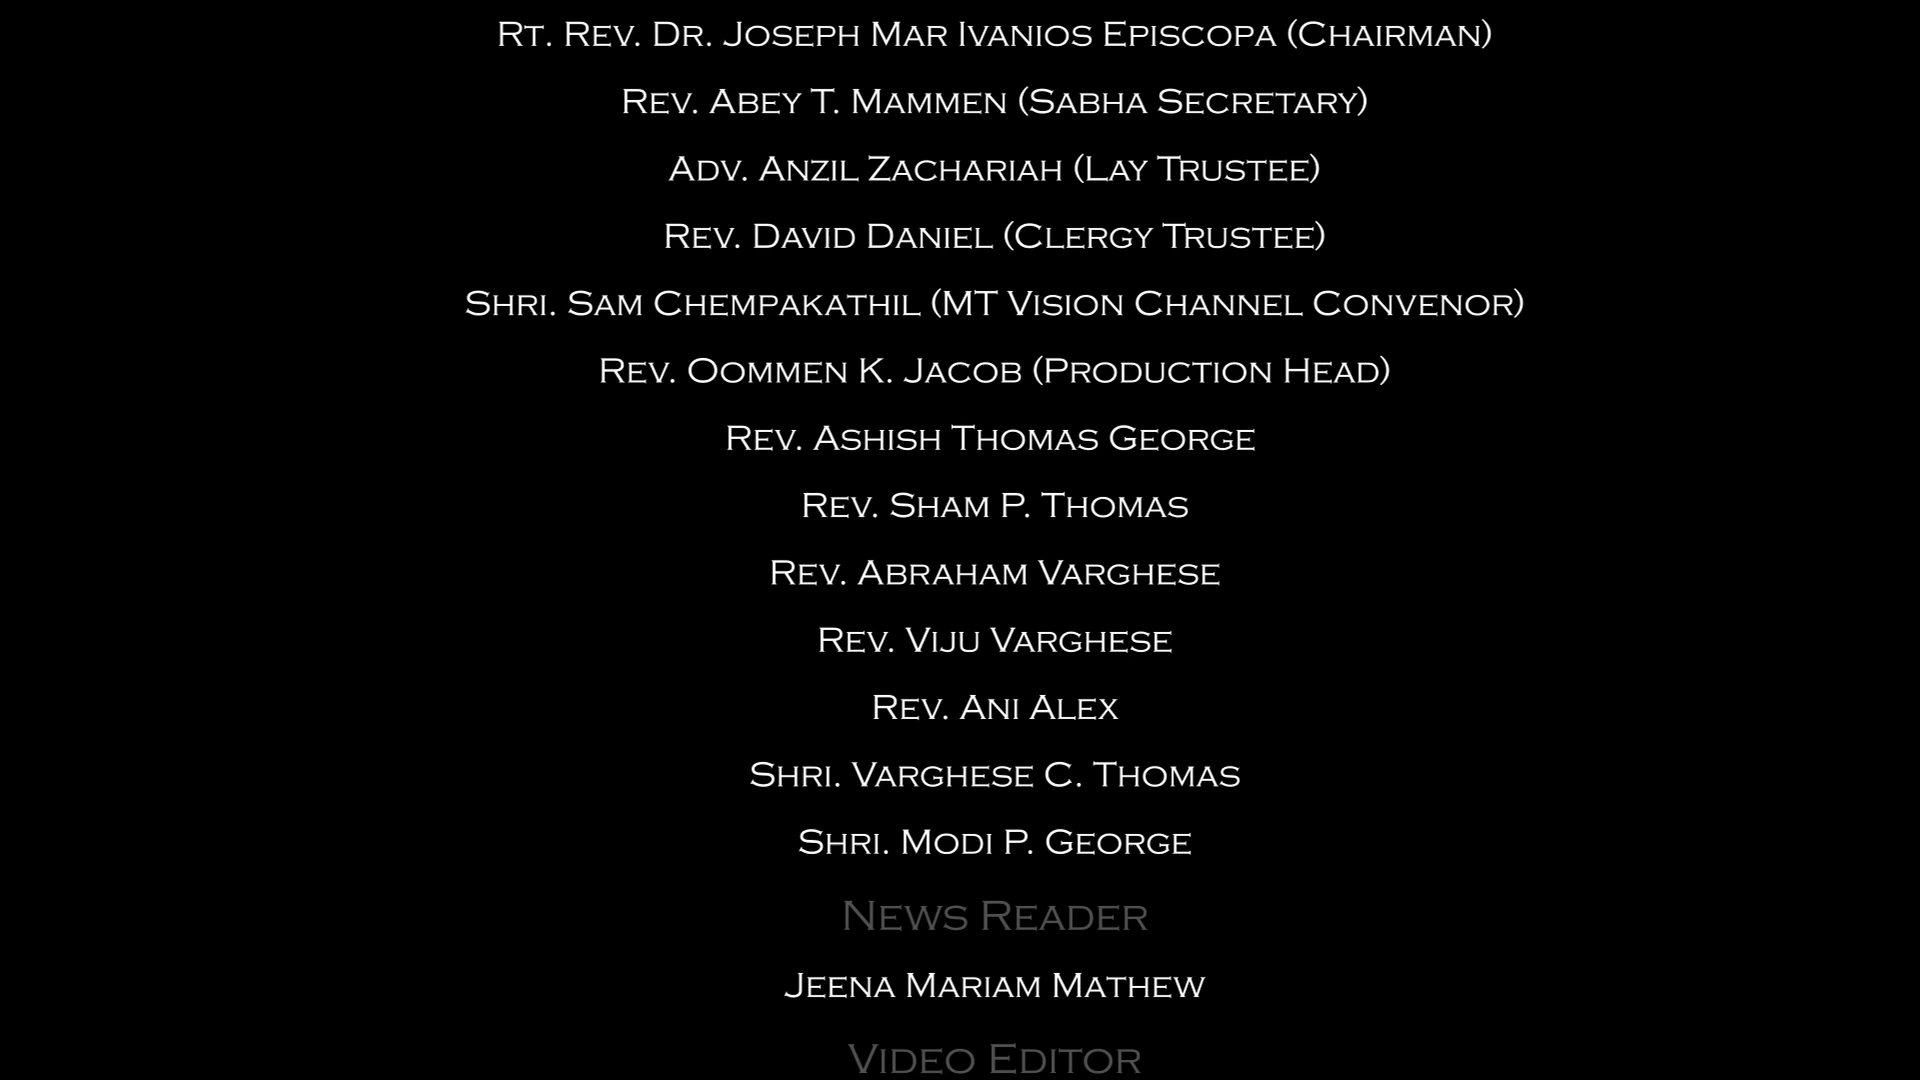 Rt. Rev. Dr. Joseph Mar Ivanios Episcopa (Chairman)
Rev. Abey T. Mammen (Sabha Secretary)
Adv. Anzil Zachariah (Lay Trustee)
Rev. David Daniel (Clergy Trustee)
Shri. Sam Chempakathil (MT Vision Channel Convenor)
Rev. Oommen K. Jacob (Production Head)
Rev. Ashish Thomas George
Rev. Sham P. Thomas
Rev. Abraham Varghese
Rev. Viju Varghese
Rev. Ani Alex
Shri. Varghese C. Thomas
Shri. Modi P. George
News Reader
Jeena Mariam Mathew
Video Editor